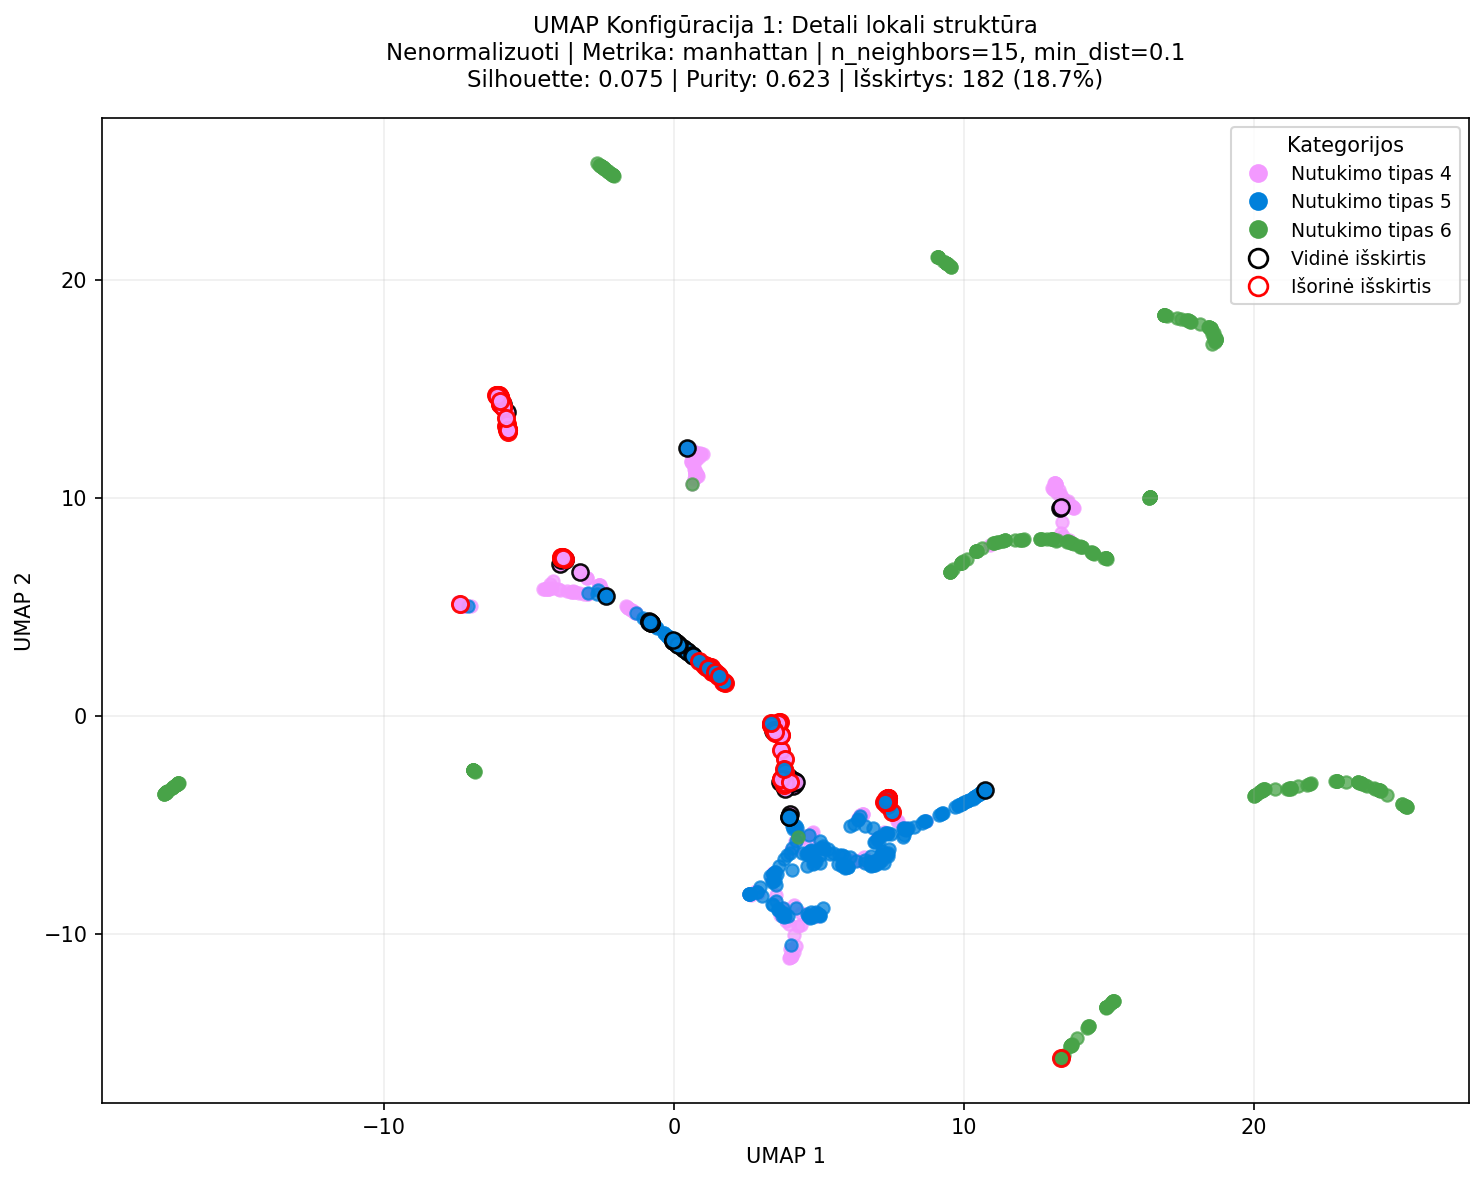 UMAP Konfigūracija 1: Detali lokali struktūra
Nenormalizuoti | Metrika: manhattan | n_neighbors=15, min_dist=0.1
Silhouette: 0.075 | Purity: 0.623 | Išskirtys: 182 (18.7%)
Kategorijos
Nutukimo tipas 4
Nutukimo tipas 5
Nutukimo tipas 6
Vidinė išskirtis
Išorinė išskirtis
20
10
0
−10
UMAP 2
−10
0
10
20
UMAP 1